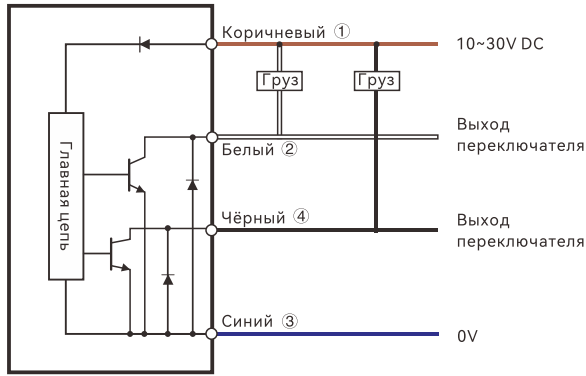 Коричневый ①
10~30V DC
Груз
Груз
Главная цепь
Выход
переключателя
Белый ②
Чёрный ④
Выход
переключателя
Синий ③
0V